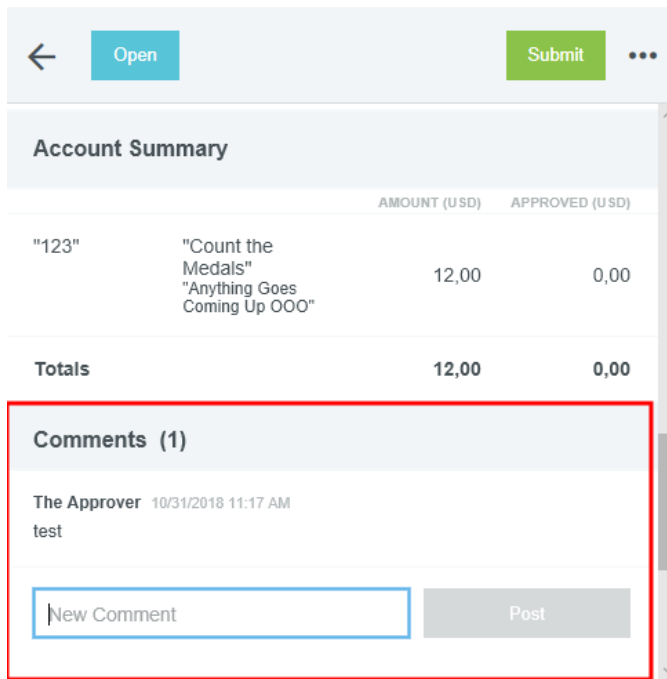 Open Submit
Account Summary
AMOUNT (USD) APPROVED (USD)
"123" "Count the
Medals"
"Anything Goes
Coming Up OOO" 12,00 0,00
Totals 12,00 0,00
Comments (1)
The Approver 10/31/2018 11:17 AM
test
New Comment Post